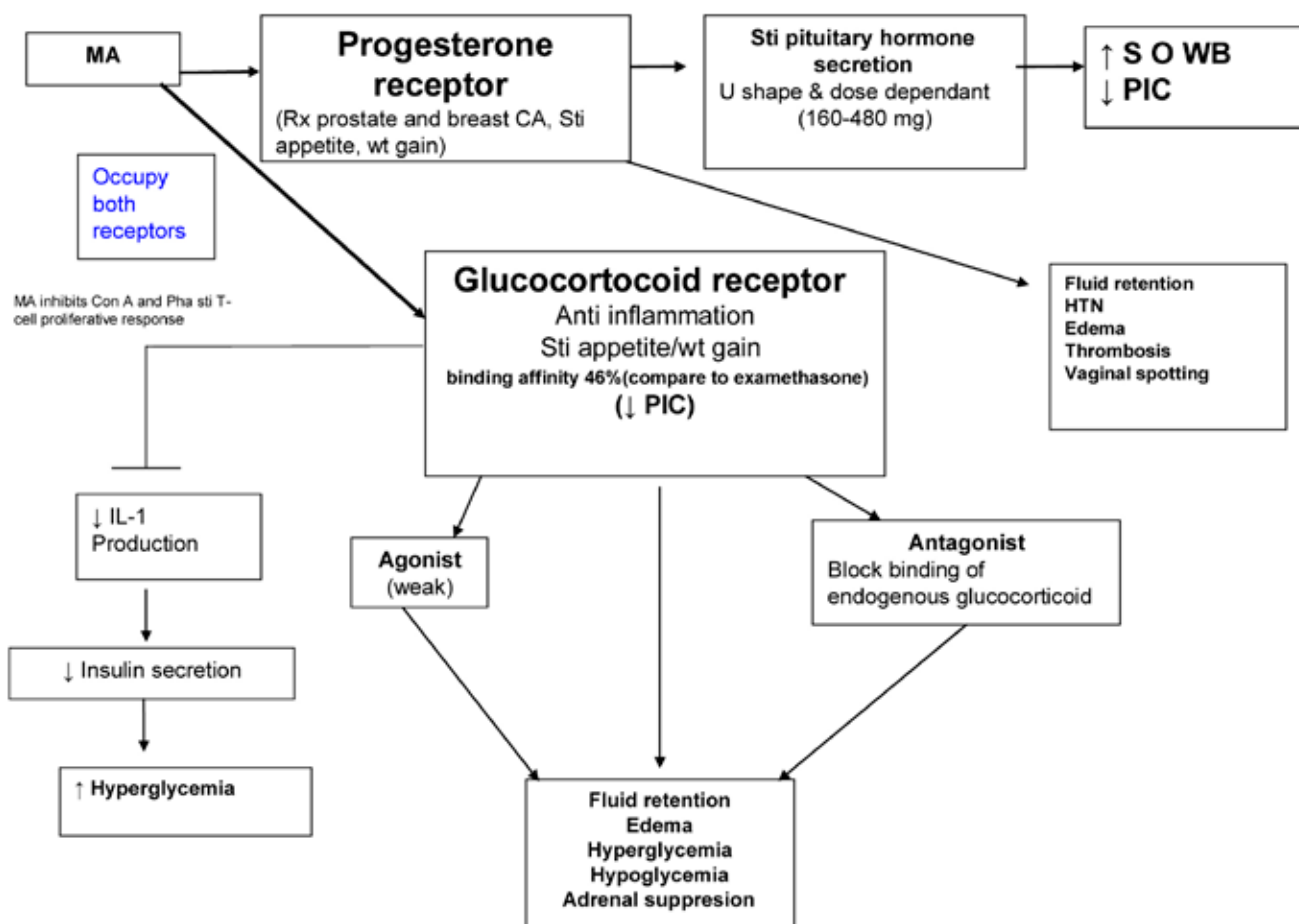 MA
Progesterone
receptor
(Rx prostate and breast CA, Sti
appetite, wt gain)
Sti pituitary hormone
secretion
U shape & dose dependant
(160-480 mg)
↑ S O WB
↓ PIC
Occupy
both
receptors
MA inhibits Con A and Pha sti T-
cell proliferative response
Glucocortocoid receptor
Anti inflammation
Sti appetite/wt gain
binding affinity 46%(compare to examethasone)
(↓ PIC)
Fluid retention
HTN
Edema
Thrombosis
Vaginal spotting
↓ IL-1
Production
Agonist
(weak)
Antagonist
Block binding of
endogenous glucocorticoid
↓ Insulin secretion
↑ Hyperglycemia
Fluid retention
Edema
Hyperglycemia
Hypoglycemia
Adrenal suppresion